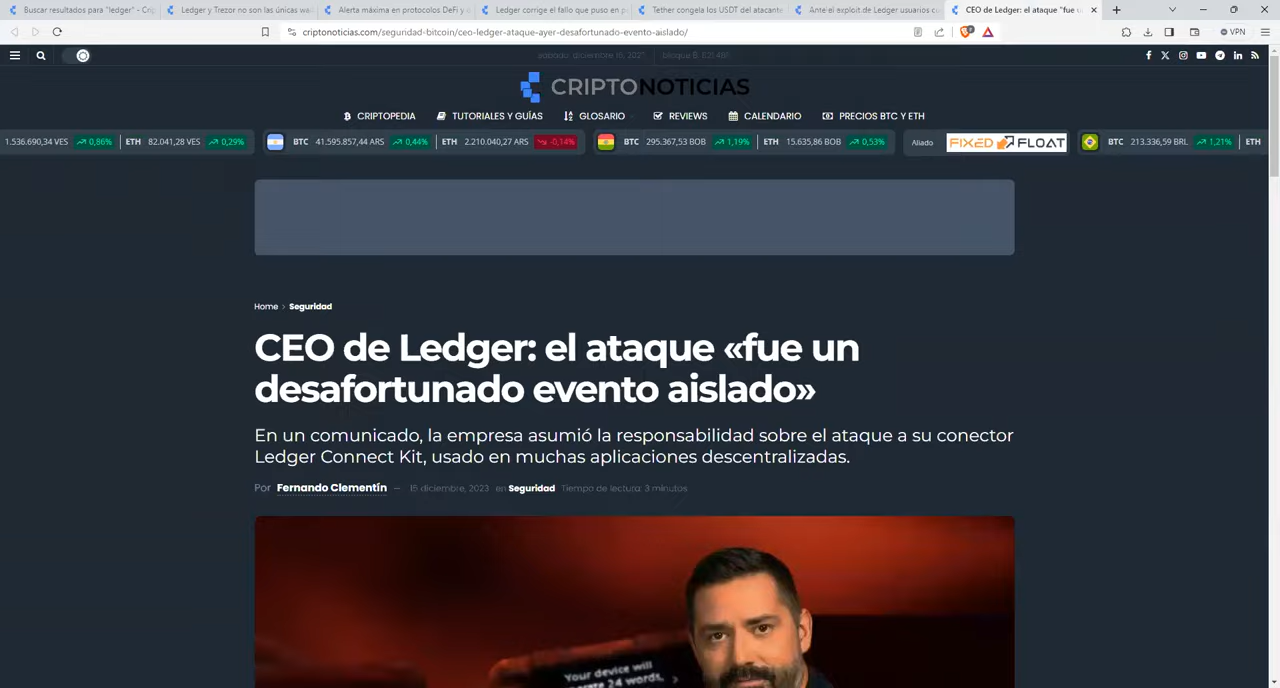 Buscar resultados para "ledger" - Crip
Ledger y Trezor no son las únicas wal
Alerta máxima en protocolos DeFi y d
Ledger corrige el fallo que puso en p
Tether congela los USDT del atacante
Ante el exploit de Ledger usuarios cu
CEO de Ledger: el ataque "fue u
criptonoticias.com/seguridad-bitcoin/ceo-ledger-ataque-ayer-desafortunado-evento-aislado/
VPN
CRIPTONOTICIAS
CRIPTOPEDIA TUTORIALES Y GUÍAS GLOSARIO REVIEWS CALENDARIO PRECIOS BTC Y ETH
1.536.690,34 VES 0,86% ETH 82.041,28 VES 0,29% BTC 41.595.857,44 ARS 0,44% ETH 2.210.040,27 ARS -0,14% BTC 295.367,53 BOB 1,19% ETH 15.635,86 BOB 0,53% Aliado FIXED FLOAT BTC 213.336,59 BRL 1,21% ETH
Home > Seguridad
CEO de Ledger: el ataque «fue un
desafortunado evento aislado»
En un comunicado, la empresa asumió la responsabilidad sobre el ataque a su conector
Ledger Connect Kit, usado en muchas aplicaciones descentralizadas.
Por Fernando Clementín — 15 diciembre, 2023 en Seguridad Tiempo de lectura: 3 minutos
Your device will
24 words,